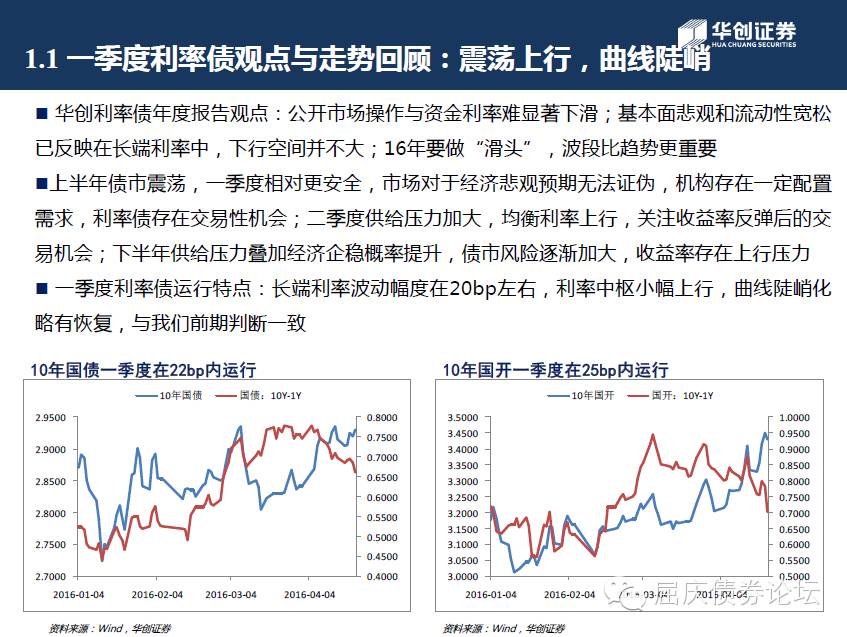 华创证券
HUA CHUANG SECURITIES
1.1 一季度利率债观点与走势回顾：震荡上行，曲线陡峭
■ 华创利率债年度报告观点：公开市场操作与资金利率难显著下滑；基本面悲观和流动性宽松
已反映在长端利率中，下行空间并不大；16年要做“滑头”，波段比趋势更重要
■上半年债市震荡，一季度相对更安全，市场对于经济悲观预期无法证伪，机构存在一定配置
需求，利率债存在交易性机会；二季度供给压力加大，均衡利率上行，关注收益率反弹后的交
易机会；下半年供给压力叠加经济企稳概率提升，债市风险逐渐加大，收益率存在上行压力
■ 一季度利率债运行特点：长端利率波动幅度在20bp左右，利率中枢小幅上行，曲线陡峭化
略有恢复，与我们前期判断一致
10年国债一季度在22bp内运行
10年国债 国债：10Y-1Y
2.9500 0.8000
0.7500
2.9000 0.7000
0.6500
2.8500 0.6000
2.8000 0.5500
0.5000
2.7500 0.4500
2.7000 0.4000
2016-01-04 2016-02-04 2016-03-04 2016-04-04
资料来源：Wind，华创证券
10年国开一季度在25bp内运行
10年国开 国开：10Y-1Y
3.5000 1.0000
3.4500 0.9500
3.4000 0.9000
3.3500
3.3000 0.8500
3.2500 0.8000
3.2000 0.7500
0.7000
3.1500 0.6500
3.1000 0.6000
3.0500 0.5500
3.0000 0.5000
2016-01-04 2016-02-04 2016-03-04 2016-04-04
屈庆债券论坛
资料来源：Wind，华创证券